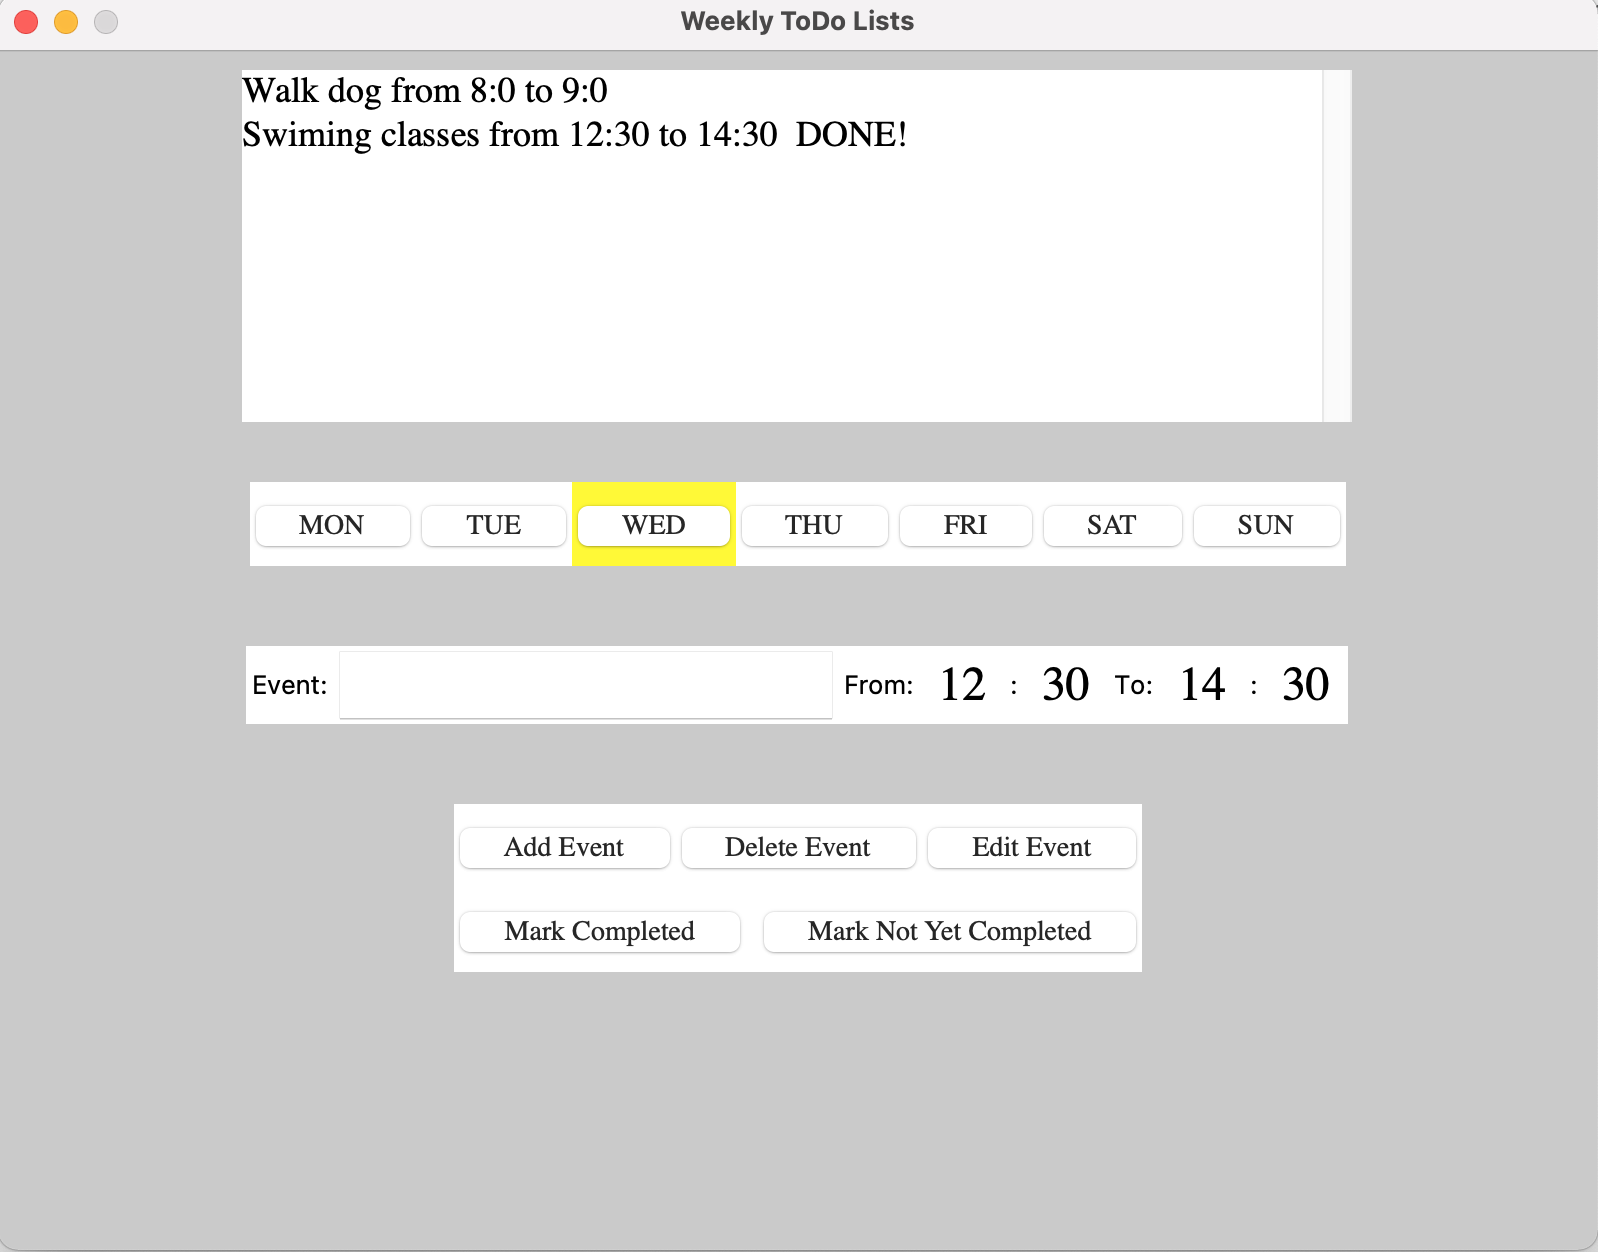 Weekly ToDo Lists
Walk dog from 8:0 to 9:0
Swiming classes from 12:30 to 14:30  DONE!
MON TUE WED THU FRI SAT SUN
Event: From: 12 : 30 To: 14 : 30
Add Event Delete Event Edit Event
Mark Completed Mark Not Yet Completed